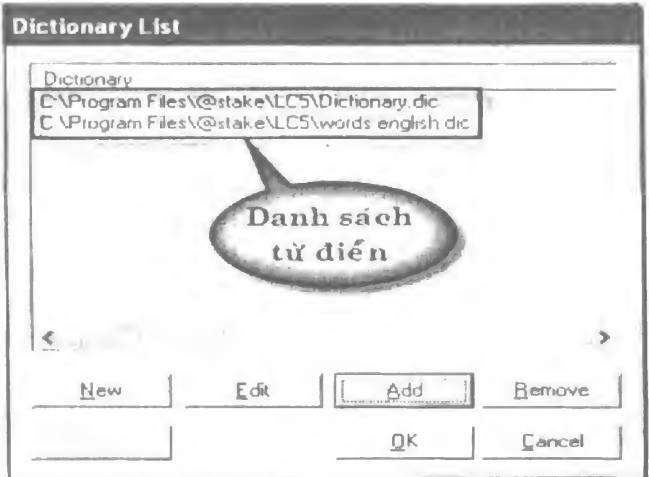 Dictionary List
Dictionary
C:\Program Files\@stake\LC5\Dictionary.dic
C:\Program Files\@stake\LC5\words english.dic
Danh sách
từ điển
New Edit Add Remove
OK Cancel